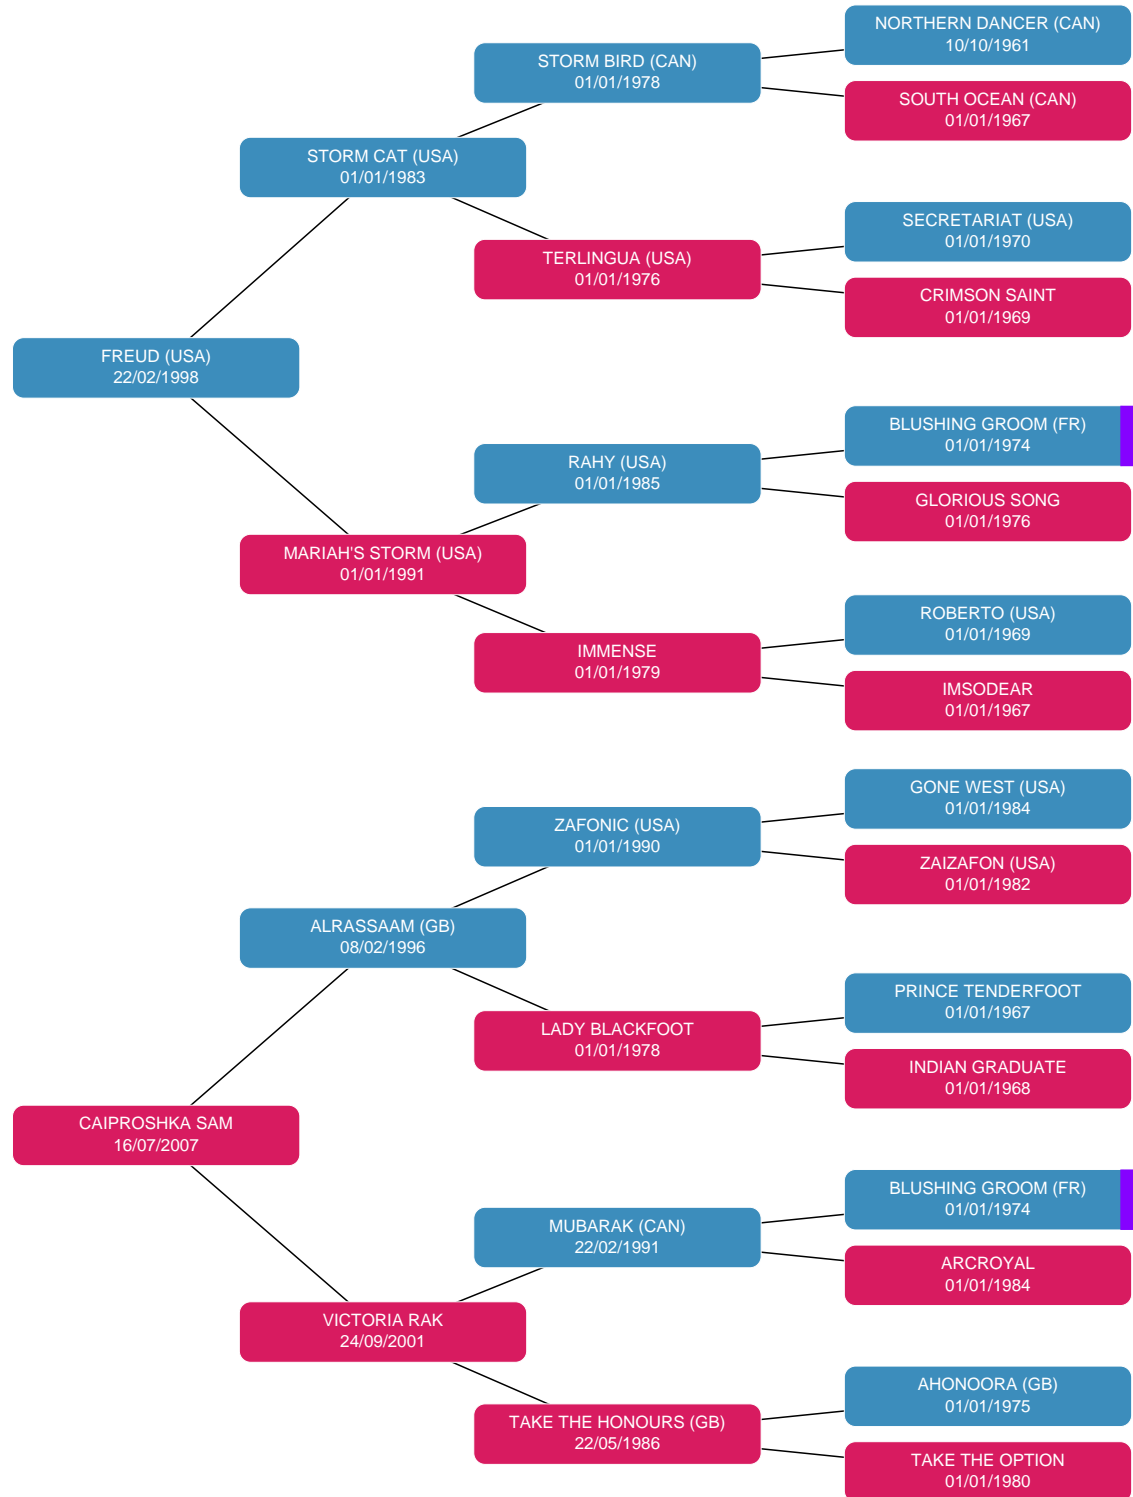 NORTHERN DANCER (CAN)
10/10/1961
STORM BIRD (CAN)
01/01/1978
SOUTH OCEAN (CAN)
01/01/1967
STORM CAT (USA)
01/01/1983
SECRETARIAT (USA)
01/01/1970
TERLINGUA (USA)
01/01/1976
CRIMSON SAINT
01/01/1969
FREUD (USA)
22/02/1998
BLUSHING GROOM (FR)
01/01/1974
RAHY (USA)
01/01/1985
GLORIOUS SONG
01/01/1976
MARIAH'S STORM (USA)
01/01/1991
ROBERTO (USA)
01/01/1969
IMMENSE
01/01/1979
IMSODEAR
01/01/1967
GONE WEST (USA)
01/01/1984
ZAFONIC (USA)
01/01/1990
ZAIZAFON (USA)
01/01/1982
ALRASSAAM (GB)
08/02/1996
PRINCE TENDERFOOT
01/01/1967
LADY BLACKFOOT
01/01/1978
INDIAN GRADUATE
01/01/1968
CAIPROSHKA SAM
16/07/2007
BLUSHING GROOM (FR)
01/01/1974
MUBARAK (CAN)
22/02/1991
ARCROYAL
01/01/1984
VICTORIA RAK
24/09/2001
AHONOORA (GB)
01/01/1975
TAKE THE HONOURS (GB)
22/05/1986
TAKE THE OPTION
01/01/1980